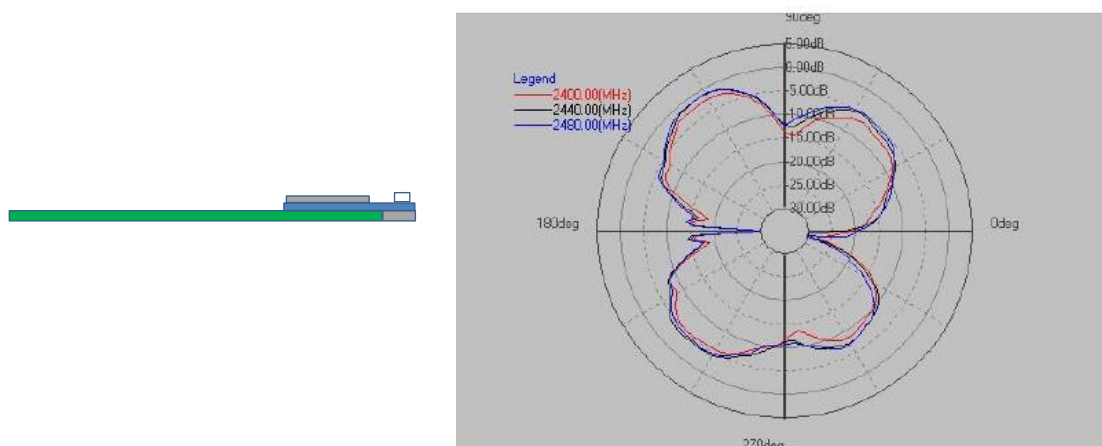 90deg
5.00dB
0.00dB
Legend
-5.00dB
2400.00(MHz)
-10.00dB
2440.00(MHz)
2480.00(MHz)
-15.00dB
-20.00dB
-25.00dB
-30.00dB
180deg
0deg
270deg